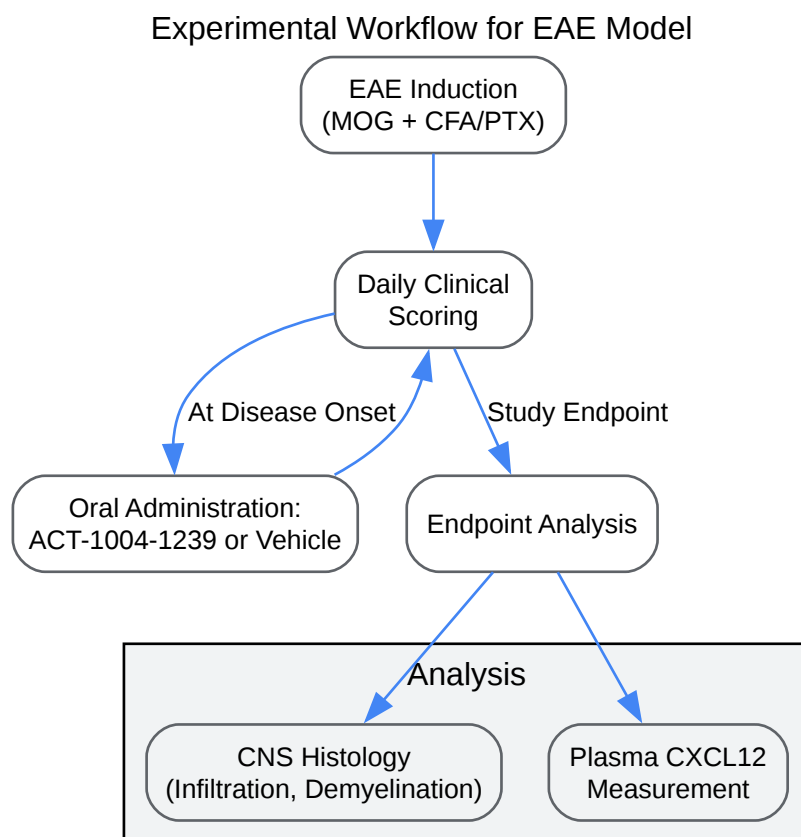 Experimental Workflow for EAE Model
EAE Induction
(MOG + CFA/PTX)
Daily Clinical
Scoring
At Disease Onset
Study Endpoint
Oral Administration:
ACT-1004-1239 or Vehicle
Endpoint Analysis
Analysis
CNS Histology
(Infiltration, Demyelination)
Plasma CXCL12
Measurement